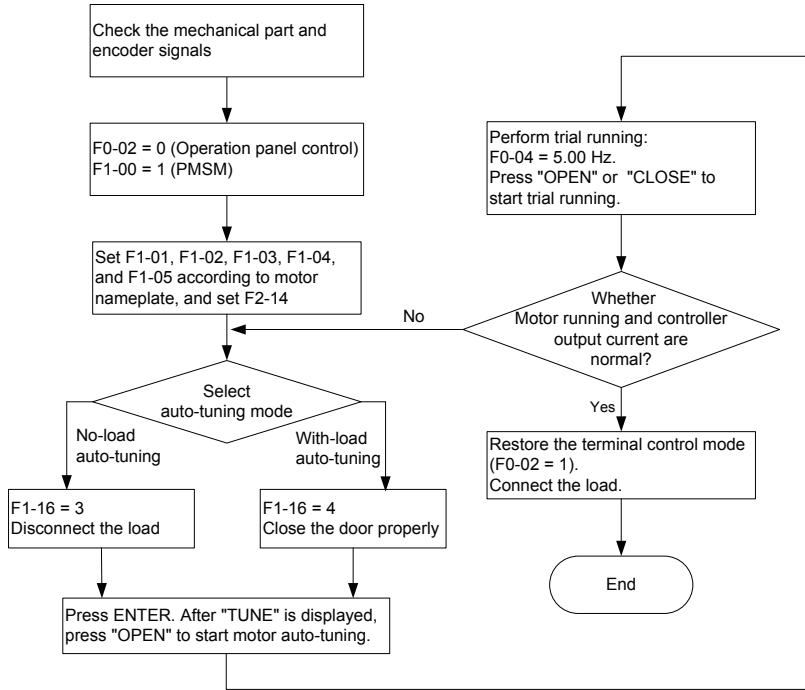 Check the mechanical part and
encoder signals
F0-02 = 0 (Operation panel control)
F1-00 = 1 (PMSM)
Set F1-01, F1-02, F1-03, F1-04,
and F1-05 according to motor
nameplate, and set F2-14
Select
auto-tuning mode
No-load
auto-tuning
With-load
auto-tuning
F1-16 = 3
Disconnect the load
F1-16 = 4
Close the door properly
Press ENTER. After "TUNE" is displayed,
press "OPEN" to start motor auto-tuning.
Perform trial running:
F0-04 = 5.00 Hz.
Press "OPEN" or "CLOSE" to
start trial running.
Whether
Motor running and controller
output current are
normal?
No
Yes
Restore the terminal control mode
(F0-02 = 1).
Connect the load.
End